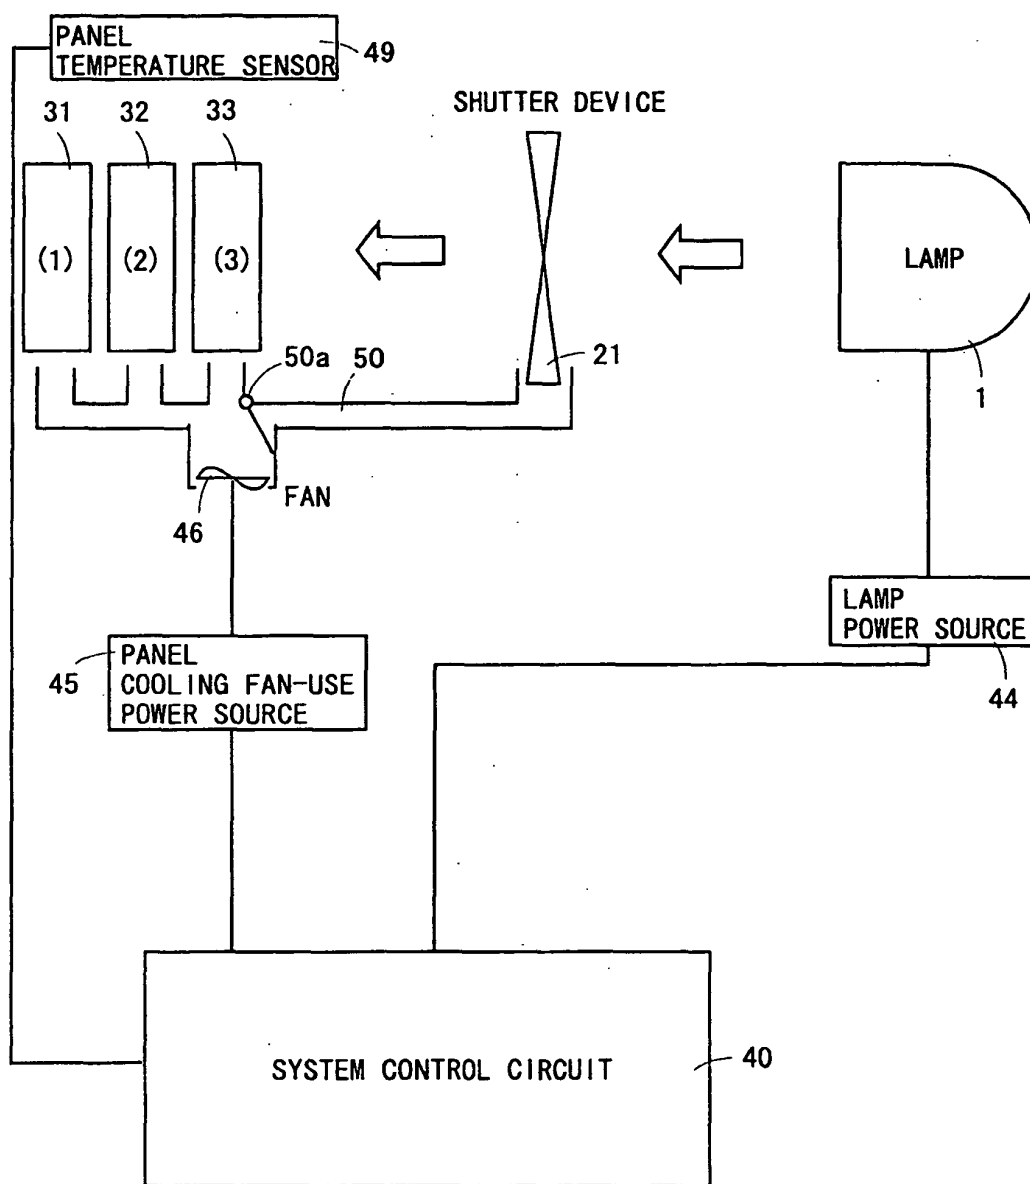 PANEL
TEMPERATURE SENSOR
49
31
32
33
SHUTTER DEVICE
(1)
(2)
(3)
LAMP
50a
50
21
1
46
FAN
LAMP
POWER SOURCE
44
45
PANEL
COOLING FAN-USE
POWER SOURCE
SYSTEM CONTROL CIRCUIT
40